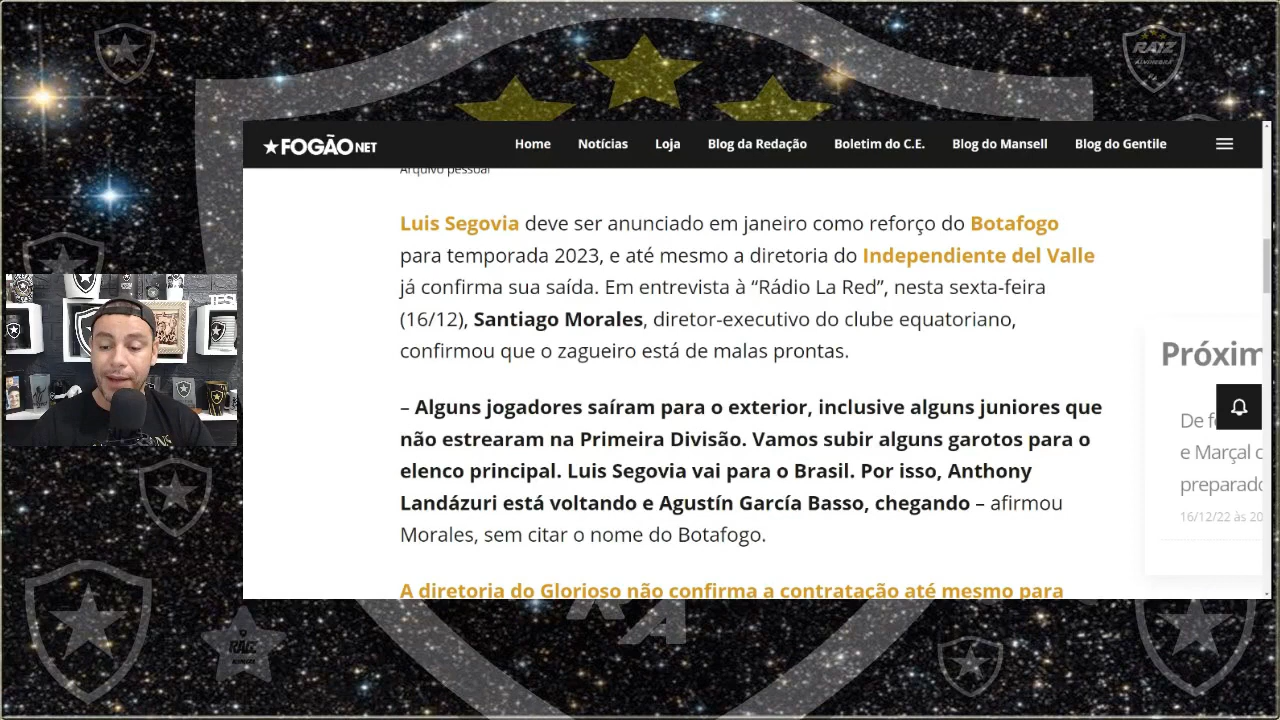 RA1Z
ALVINEGRA
FOGÃO NET
Home
Notícias
Loja
Blog da Redação
Boletim do C.E.
Blog do Mansell
Blog do Gentile
Arquivo pessoal
Luis Segovia deve ser anunciado em janeiro como reforço do Botafogo
para temporada 2023, e até mesmo a diretoria do Independiente del Valle
já confirma sua saída. Em entrevista à “Rádio La Red”, nesta sexta-feira
(16/12), Santiago Morales, diretor-executivo do clube equatoriano,
confirmou que o zagueiro está de malas prontas.
– Alguns jogadores saíram para o exterior, inclusive alguns juniores que
não estrearam na Primeira Divisão. Vamos subir alguns garotos para o
elenco principal. Luis Segovia vai para o Brasil. Por isso, Anthony
Landázuri está voltando e Agustín García Basso, chegando – afirmou
Morales, sem citar o nome do Botafogo.
A diretoria do Glorioso não confirma a contratação até mesmo para
Próxim
De fe
e Marçal c
preparado
16/12/22 às 20
RA1Z
ALVINEGRA